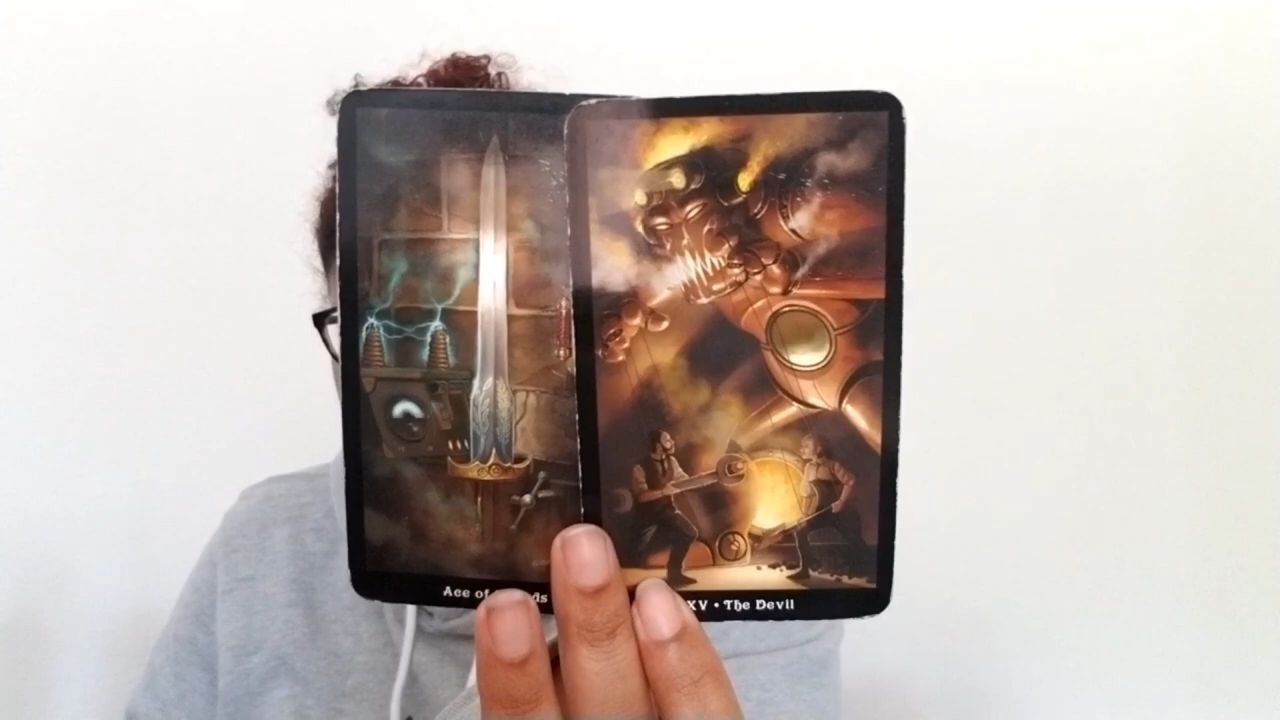 Ace of
XV • The Devil